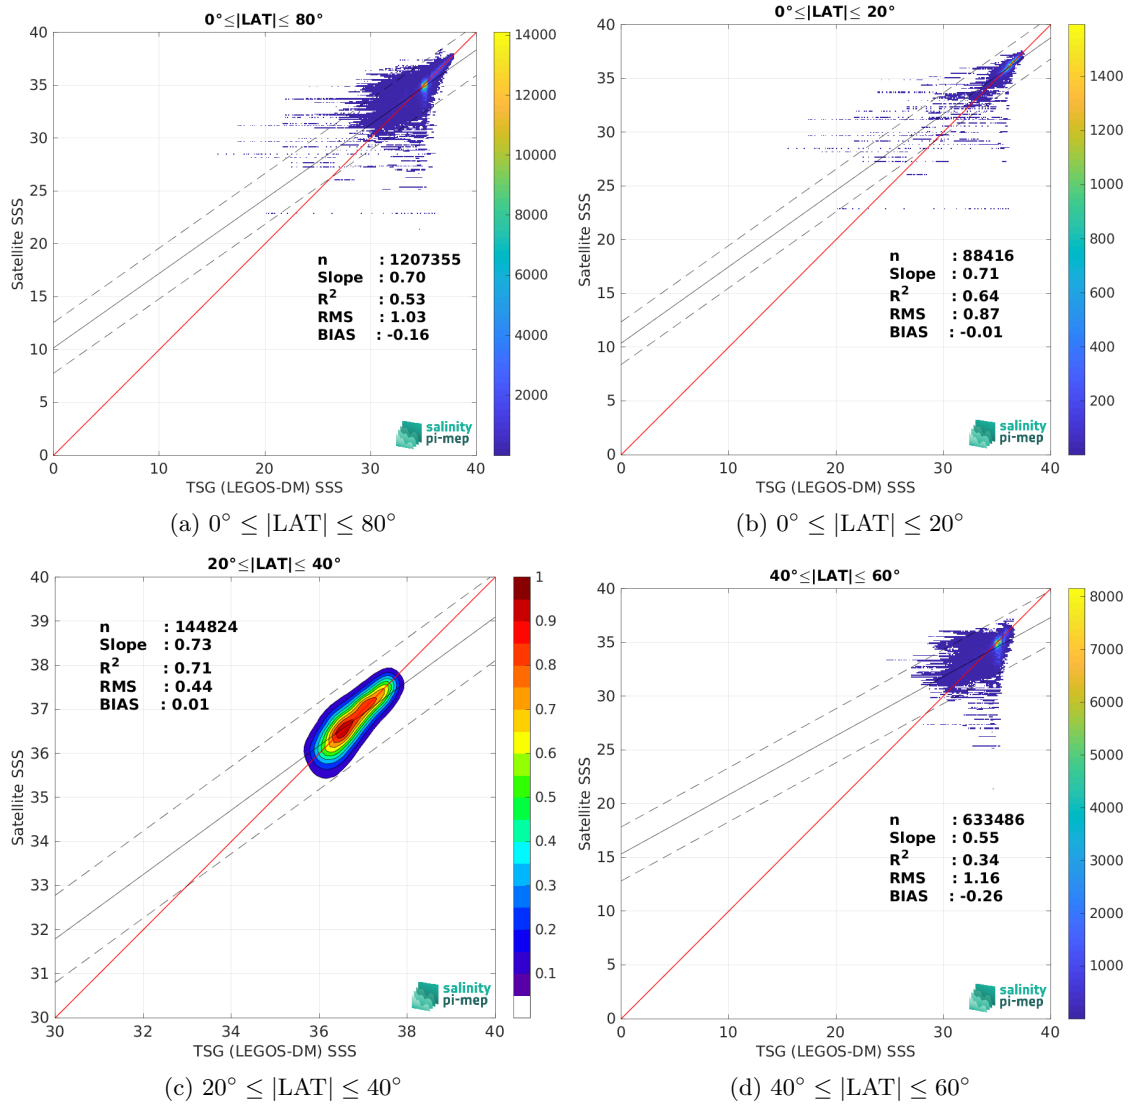 0°≤|LAT|≤ 80°
40
35
30
25
20
15
10
5
0
0
10
20
30
40
Satellite SSS
TSG (LEGOS-DM) SSS
n : 1207355
Slope : 0.70
R² : 0.53
RMS : 1.03
BIAS : -0.16
14000
12000
10000
8000
6000
4000
2000
salinity
pi-mep
(a) 0° ≤ |LAT| ≤ 80°
0°≤|LAT|≤ 20°
40
35
30
25
20
15
10
5
0
0
10
20
30
40
Satellite SSS
TSG (LEGOS-DM) SSS
n : 88416
Slope : 0.71
R² : 0.64
RMS : 0.87
BIAS : -0.01
1400
1200
1000
800
600
400
200
salinity
pi-mep
(b) 0° ≤ |LAT| ≤ 20°
20°≤|LAT|≤ 40°
40
39
38
37
36
35
34
33
32
31
30
30
32
34
36
38
40
Satellite SSS
TSG (LEGOS-DM) SSS
n : 144824
Slope : 0.73
R² : 0.71
RMS : 0.44
BIAS : 0.01
1
0.9
0.8
0.7
0.6
0.5
0.4
0.3
0.2
0.1
salinity
pi-mep
(c) 20° ≤ |LAT| ≤ 40°
40°≤|LAT|≤ 60°
40
35
30
25
20
15
10
5
0
0
10
20
30
40
Satellite SSS
TSG (LEGOS-DM) SSS
n : 633486
Slope : 0.55
R² : 0.34
RMS : 1.16
BIAS : -0.26
8000
7000
6000
5000
4000
3000
2000
1000
salinity
pi-mep
(d) 40° ≤ |LAT| ≤ 60°